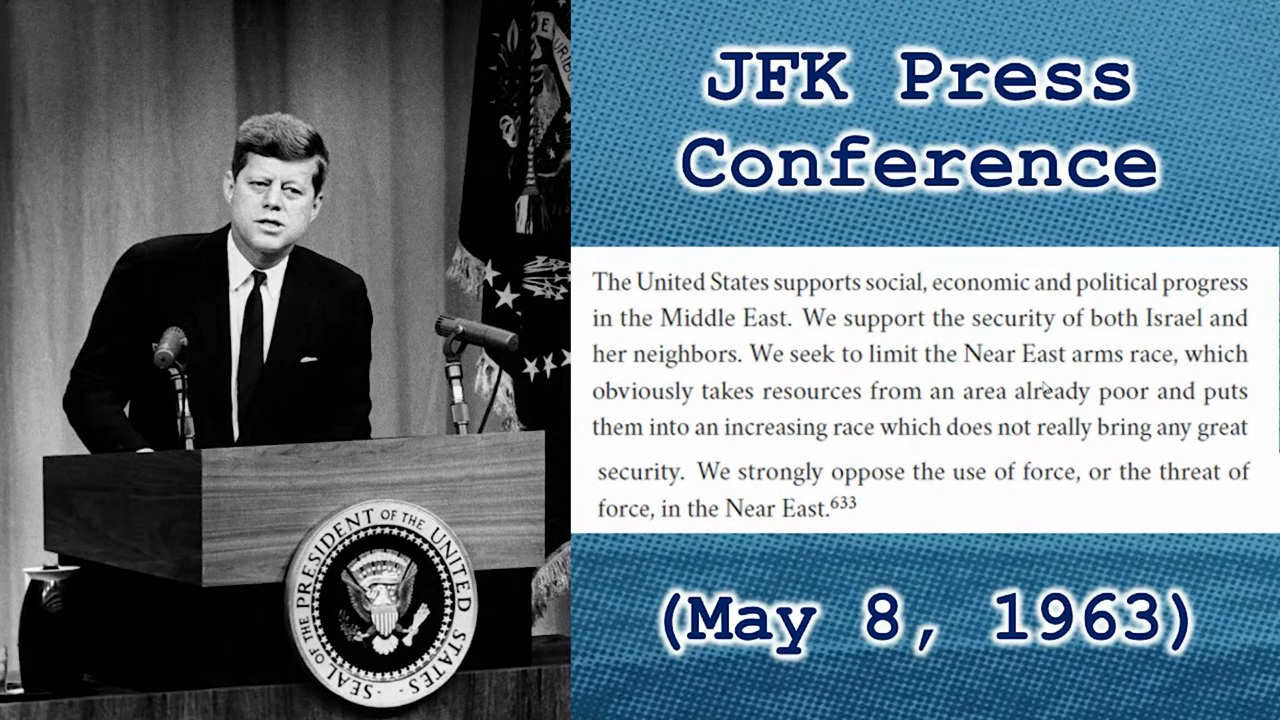 JFK Press
Conference
The United States supports social, economic and political progress
in the Middle East. We support the security of both Israel and
her neighbors. We seek to limit the Near East arms race, which
obviously takes resources from an area already poor and puts
them into an increasing race which does not really bring any great
security. We strongly oppose the use of force, or the threat of
force, in the Near East.633
(May 8, 1963)
SEAL OF THE PRESIDENT OF THE UNITED STATES